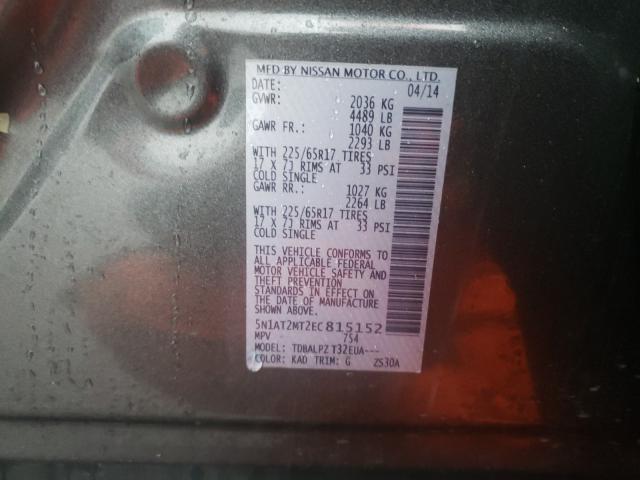 MFD BY NISSAN MOTOR CO., LTD.
DATE: 04/14
GVWR: 2036 KG
4489 LB
GAWR FR.: 1040 KG
2293 LB
WITH 225/65R17 TIRES
17 X 7J RIMS AT 33 PSI
COLD SINGLE
GAWR RR.: 1027 KG
2264 LB
WITH 225/65R17 TIRES
17 X 7J RIMS AT 33 PSI
COLD SINGLE
THIS VEHICLE CONFORMS TO
ALL APPLICABLE FEDERAL
MOTOR VEHICLE SAFETY AND
THEFT PREVENTION
STANDARDS IN EFFECT ON
THE DATE OF MANUFACTURE
5N1AT2MT2EC815152
MPV 754
MODEL: TDBALPZ T32EUA---
COLOR: KAD TRIM: G ZS30A